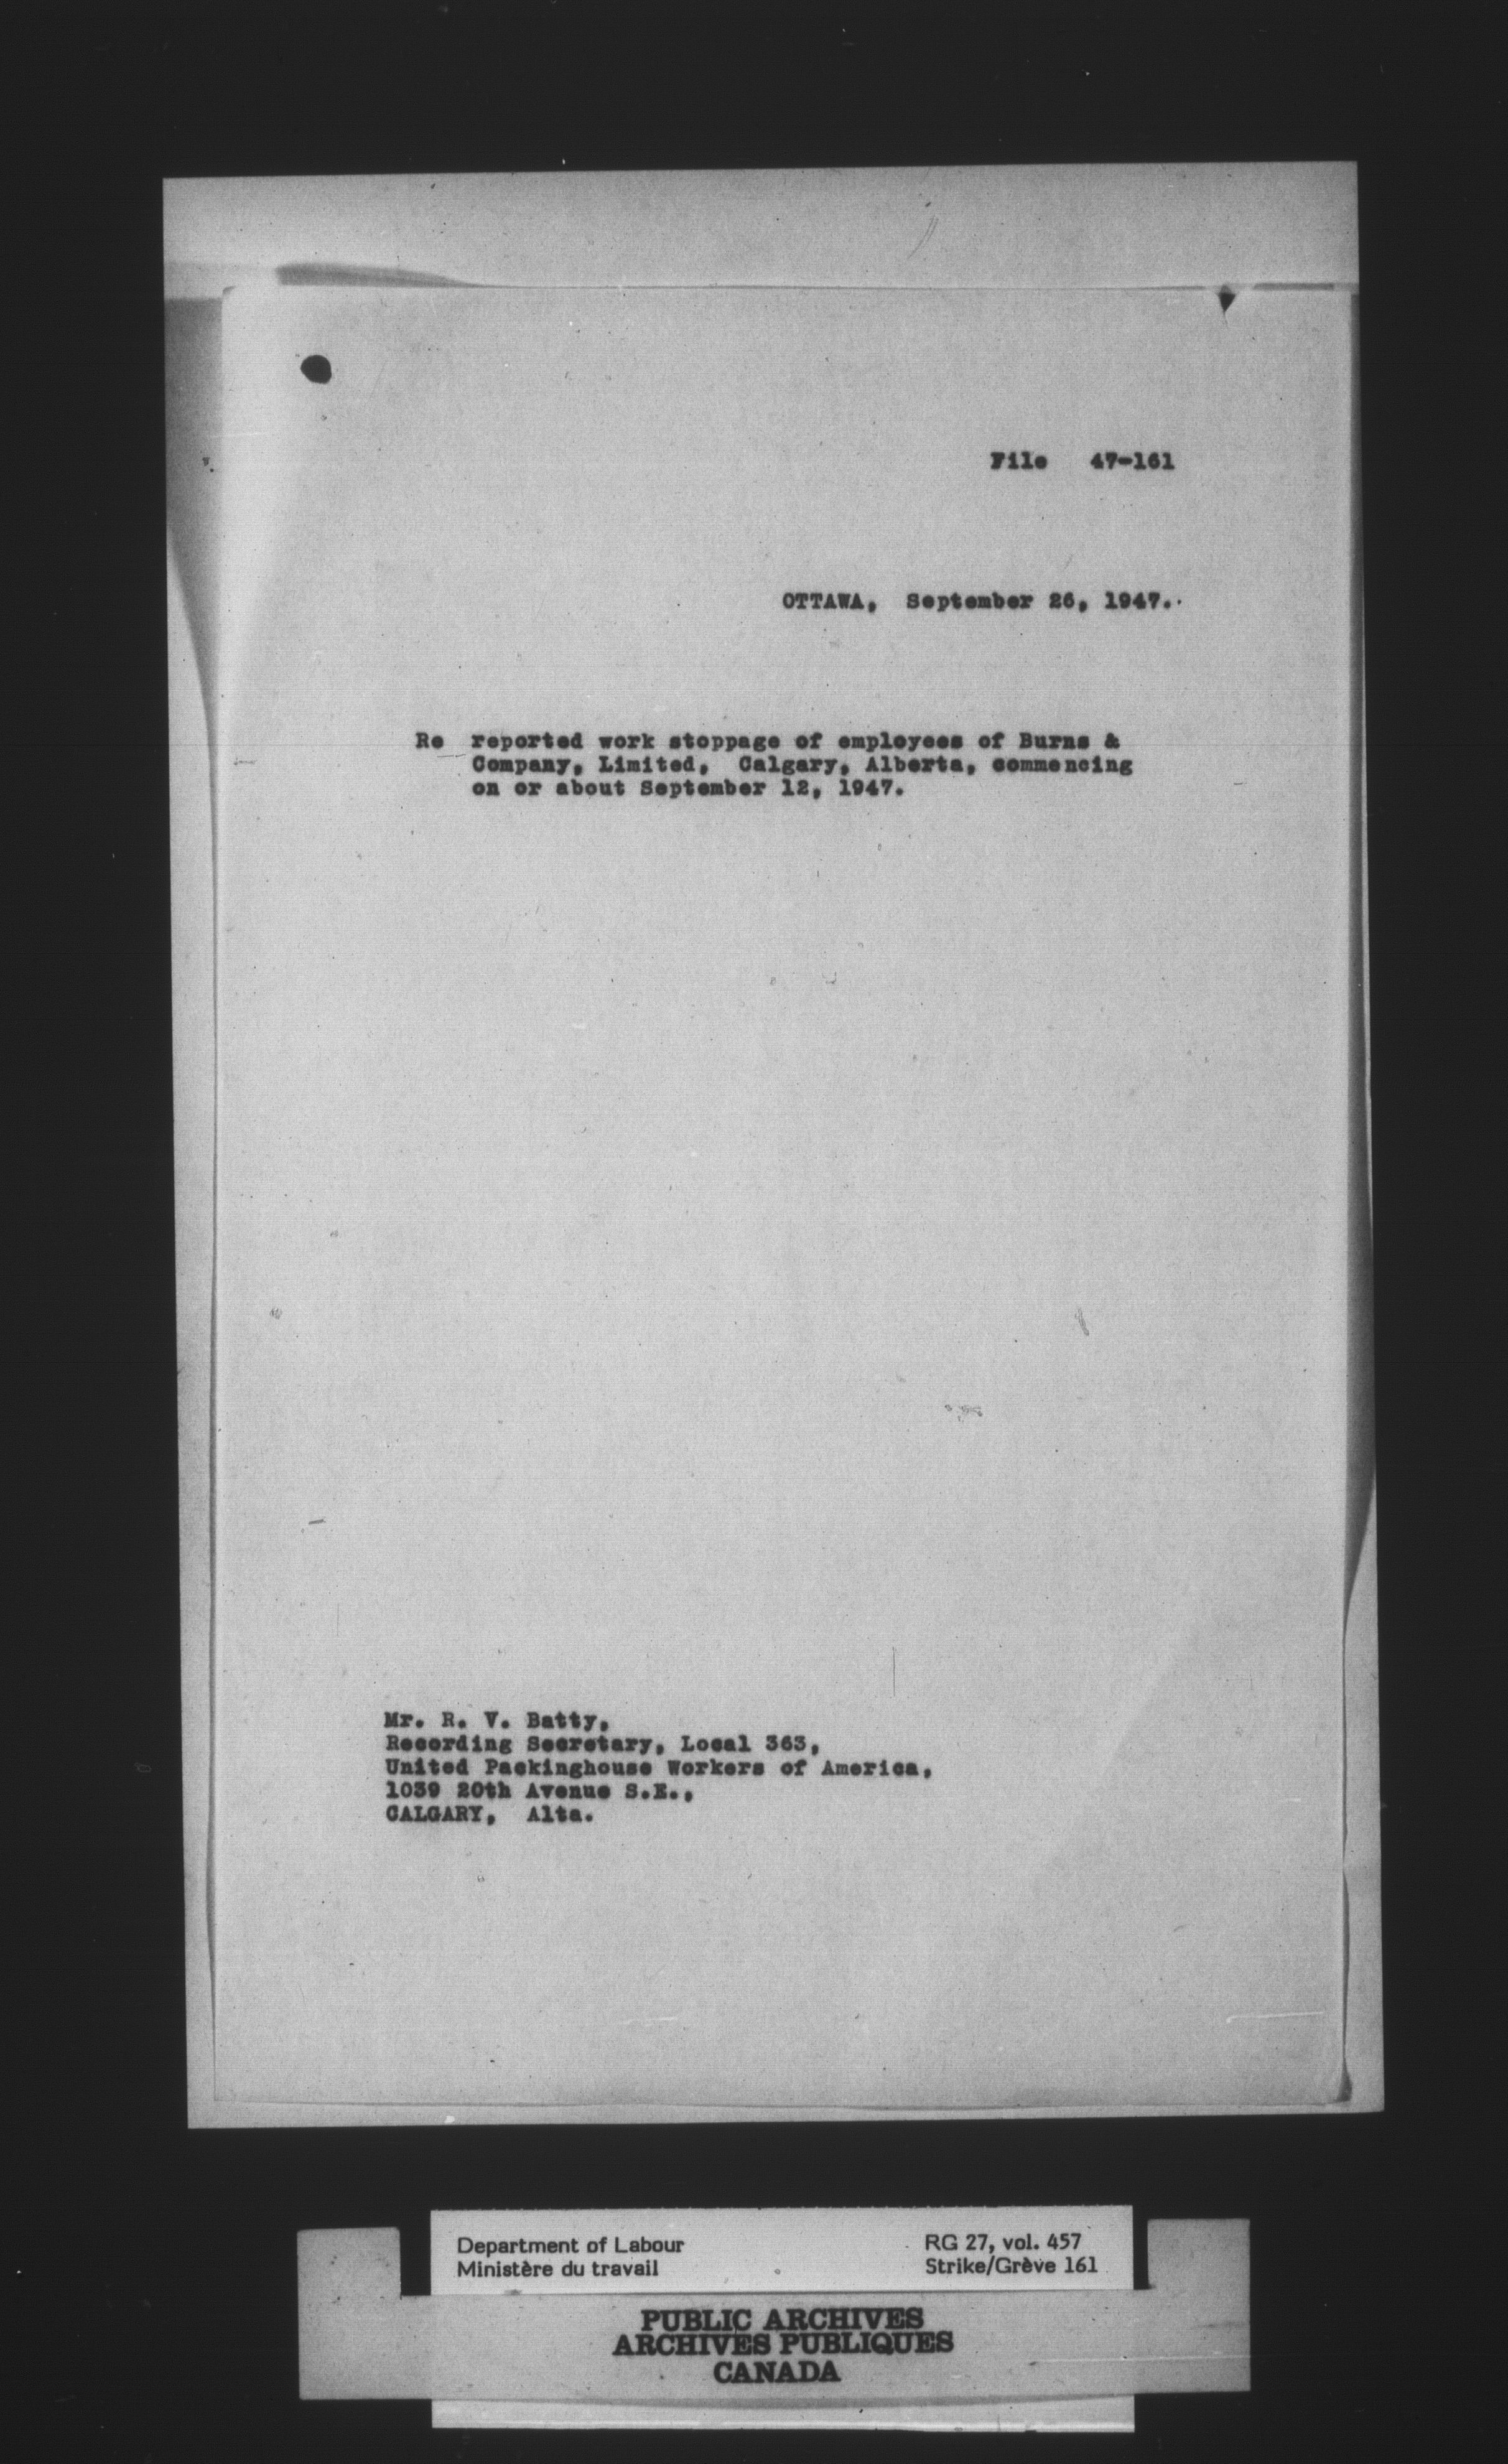 File 47-161
OTTAWA, September 26, 1947.
Re reported work stoppage of employees of Burns &
Company, Limited, Calgary, Alberta, commencing
on or about September 12, 1947.
Mr. R. V. Batty,
Recording Secretary, Local 363,
United Packinghouse Workers of America,
1039 20th Avenue S.E.,
CALGARY, Alta.
Department of Labour
Ministère du travail
RG 27, vol. 457
Strike/Grève 161
PUBLIC ARCHIVES
ARCHIVES PUBLIQUES
CANADA